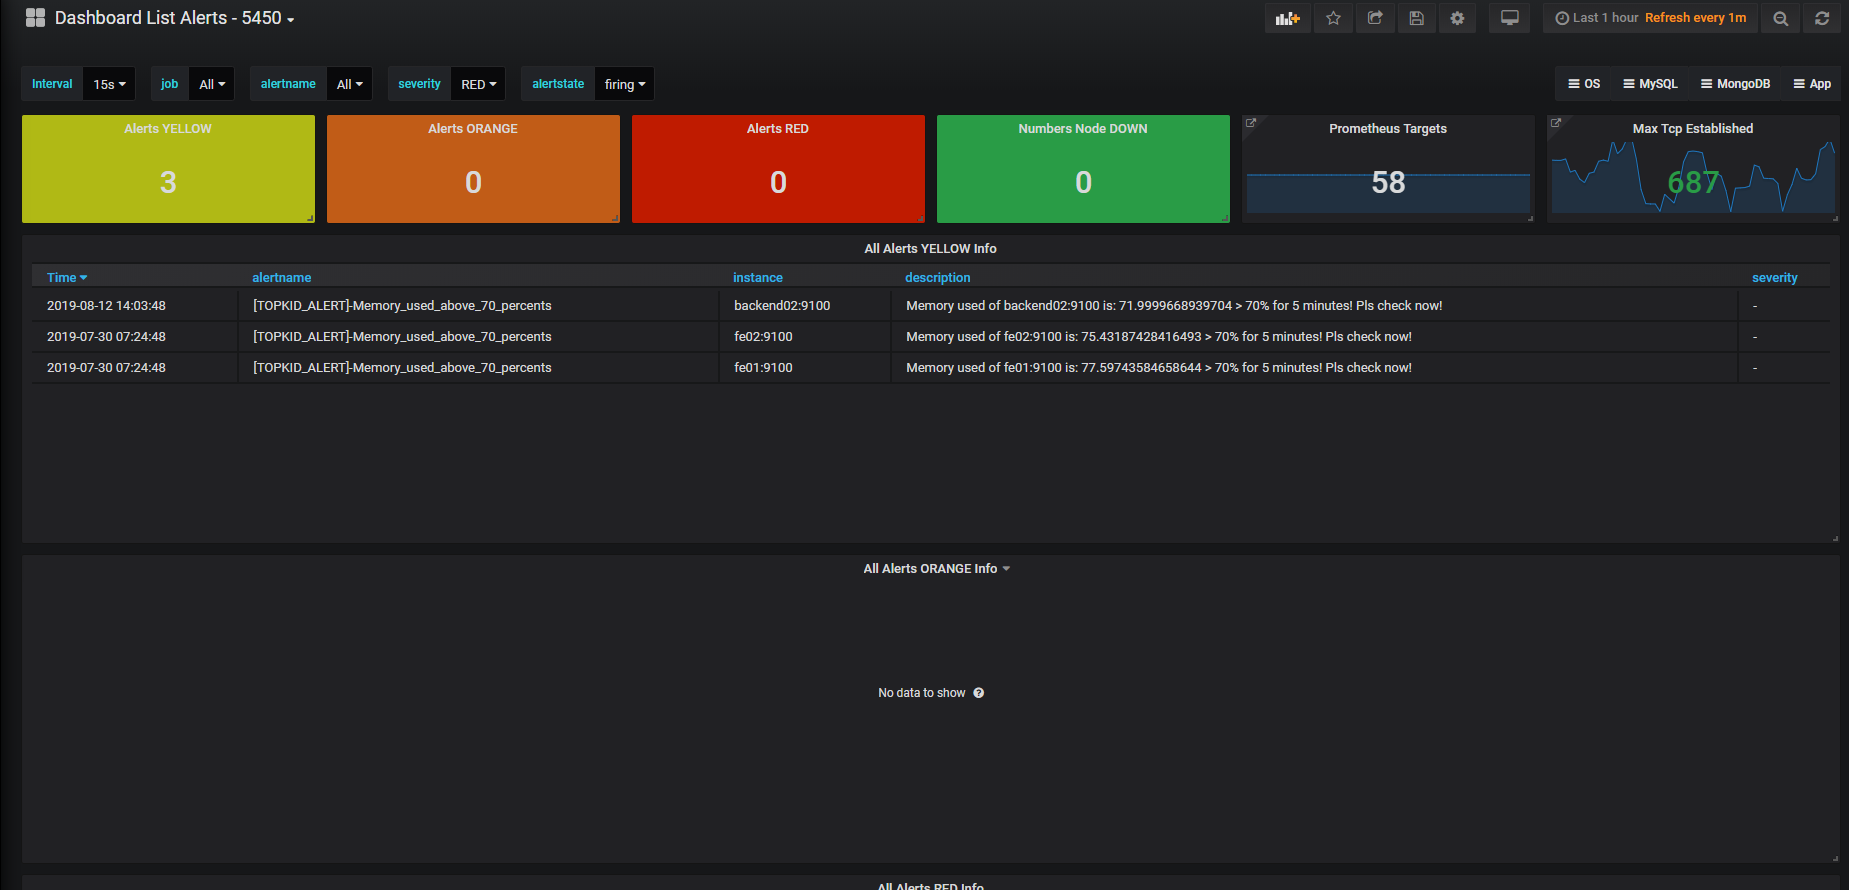 Dashboard List Alerts - 5450
Last 1 hour Refresh every 1m
Interval 15s job All alertname All severity RED alertstate firing OS MySQL MongoDB App
Alerts YELLOW Alerts ORANGE Alerts RED Numbers Node DOWN Prometheus Targets Max Tcp Established
3 0 0 0 58 687
All Alerts YELLOW Info
Time alertname instance description severity
2019-08-12 14:03:48 [TOPKID_ALERT]-Memory_used_above_70_percents backend02:9100 Memory used of backend02:9100 is: 71.9999668939704 > 70% for 5 minutes! Pls check now! -
2019-07-30 07:24:48 [TOPKID_ALERT]-Memory_used_above_70_percents fe02:9100 Memory used of fe02:9100 is: 75.43187428416493 > 70% for 5 minutes! Pls check now! -
2019-07-30 07:24:48 [TOPKID_ALERT]-Memory_used_above_70_percents fe01:9100 Memory used of fe01:9100 is: 77.59743584658644 > 70% for 5 minutes! Pls check now! -
All Alerts ORANGE Info
No data to show
All Alerts RED Info